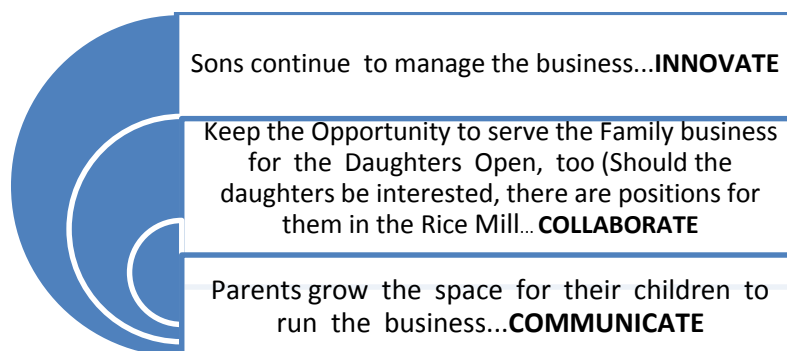 Sons continue to manage the business...INNOVATE
Keep the Opportunity to serve the Family business
for the Daughters Open, too (Should the
daughters be interested, there are positions for
them in the Rice Mill... COLLABORATE
Parents grow the space for their children to
run the business...COMMUNICATE